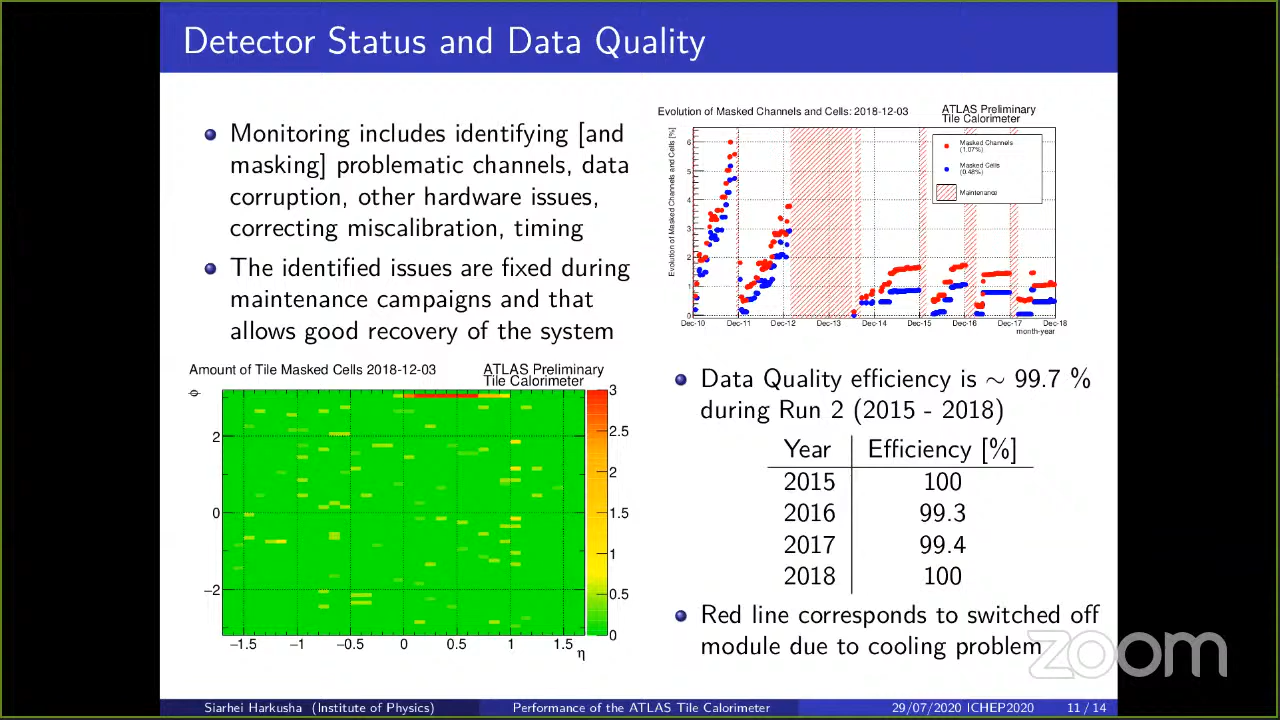 Detector Status and Data Quality
Monitoring includes identifying [and
masking] problematic channels, data
corruption, other hardware issues,
correcting miscalibration, timing
The identified issues are fixed during
maintenance campaigns and that
allows good recovery of the system
Evolution of Masked Channels and Cells: 2018-12-03
ATLAS Preliminary
Tile Calorimeter
Evolution of Masked Channels and Cells [%]
6
5
4
3
2
1
0
Masked Channels
(1.07%)
Masked Cells
(0.48%)
Maintenance
Dec-10 Dec-11 Dec-12 Dec-13 Dec-14 Dec-15 Dec-16 Dec-17 Dec-18
month-year
Amount of Tile Masked Cells 2018-12-03
ATLAS Preliminary
Tile Calorimeter
ϕ
2
0
−2
−1.5 −1 −0.5 0 0.5 1 1.5
η
3
2.5
2
1.5
1
0.5
0
Data Quality efficiency is ∼ 99.7 %
during Run 2 (2015 - 2018)
Year Efficiency [%]
2015 100
2016 99.3
2017 99.4
2018 100
Red line corresponds to switched off
module due to cooling problem
zoom
Siarhei Harkusha (Institute of Physics) Performance of the ATLAS Tile Calorimeter 29/07/2020 ICHEP2020 11 / 14